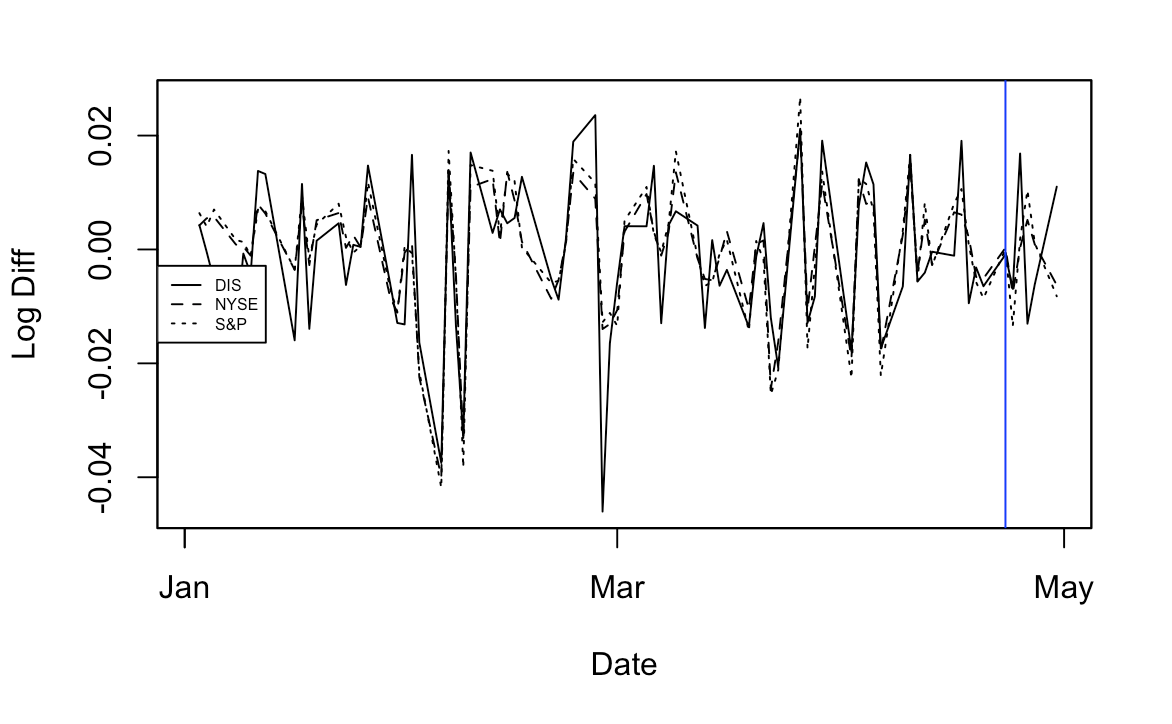 Log Diff
0.02
0.00
-0.02
-0.04
DIS
NYSE
S&P
Jan
Mar
May
Date